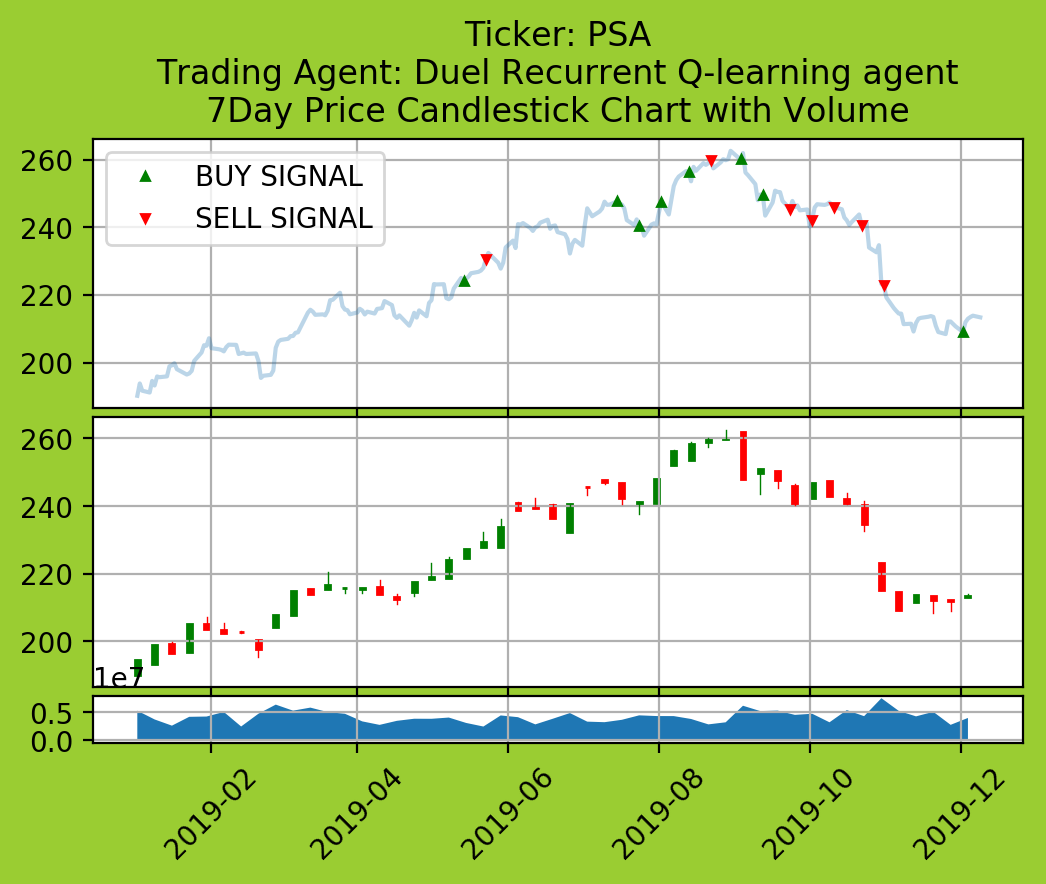 Ticker: PSA
Trading Agent: Duel Recurrent Q-learning agent
7Day Price Candlestick Chart with Volume
260
240
220
200
BUY SIGNAL
SELL SIGNAL
260
240
220
200
1e7
0.5
0.0
2019-02
2019-04
2019-06
2019-08
2019-10
2019-12